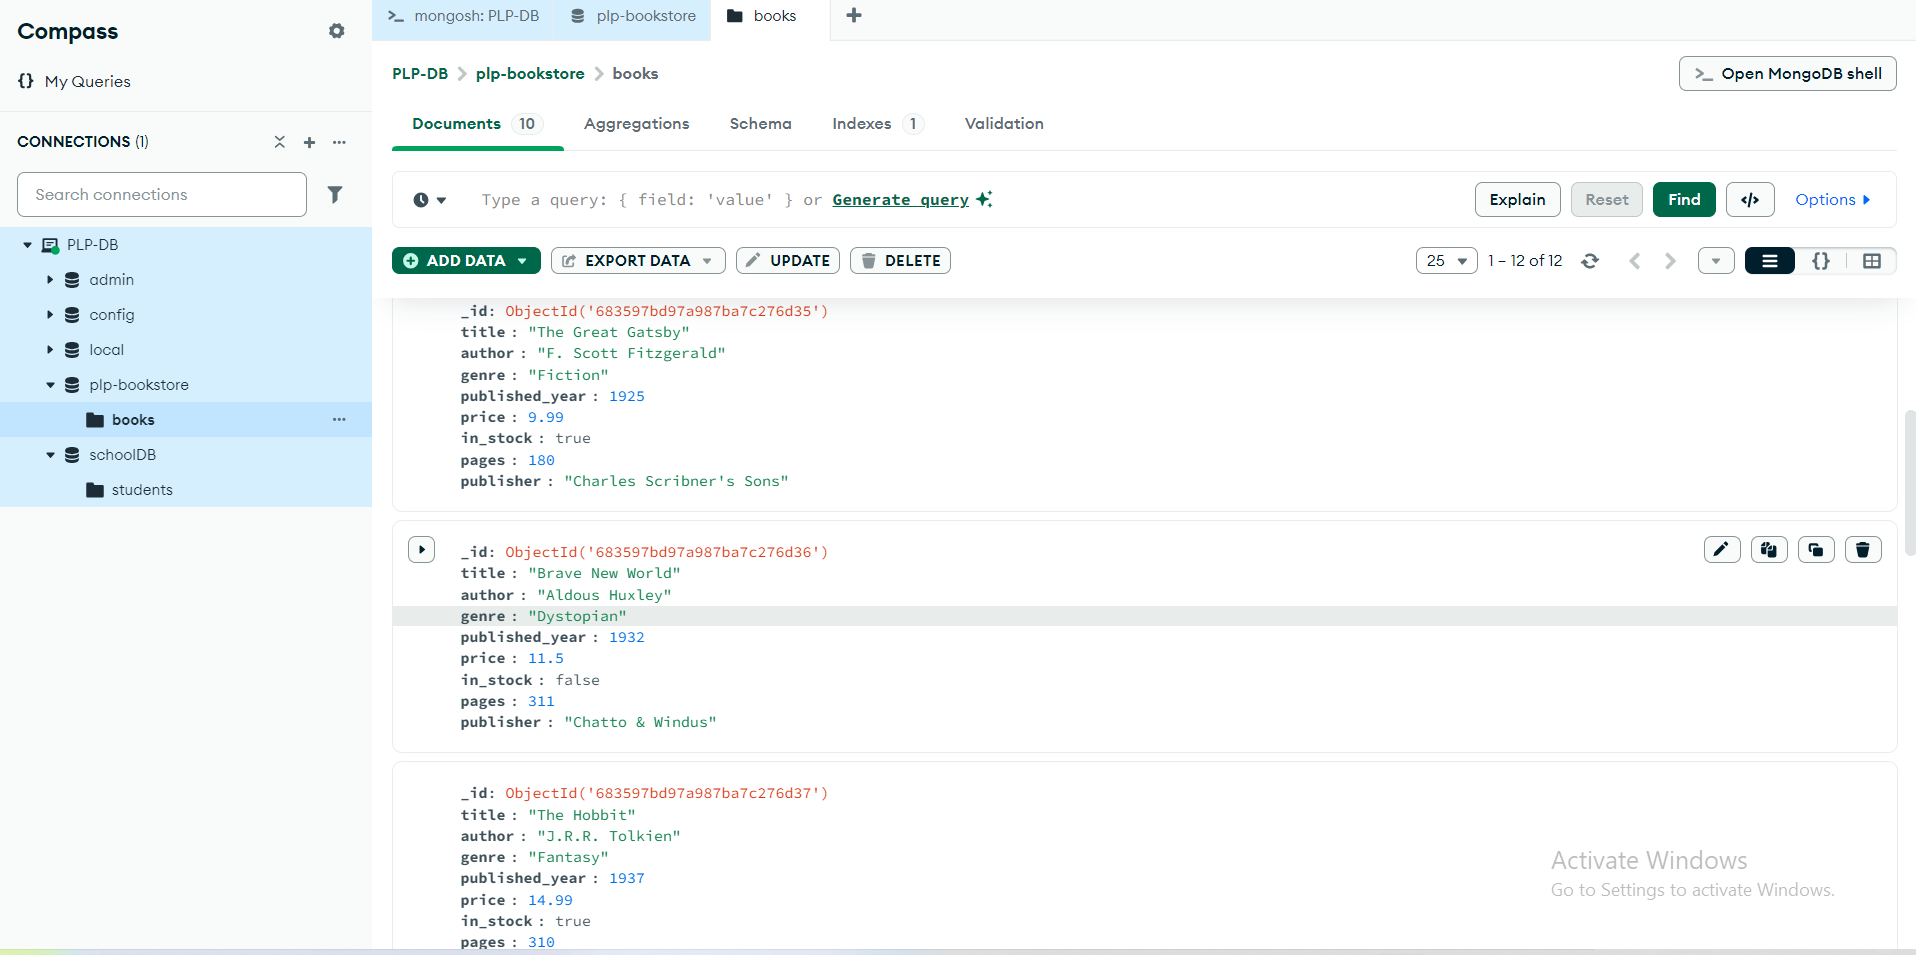 Compass
My Queries
CONNECTIONS (1)
Search connections
PLP-DB
admin
config
local
plp-bookstore
books
schoolDB
students
mongosh: PLP-DB
plp-bookstore
books
PLP-DB > plp-bookstore > books
>_ Open MongoDB shell
Documents 10 Aggregations Schema Indexes 1 Validation
Type a query: { field: 'value' } or Generate query
Explain Reset Find </> Options
ADD DATA EXPORT DATA UPDATE DELETE
25 1 – 12 of 12 {}
_id: ObjectId('683597bd97a987ba7c276d35')
title : "The Great Gatsby"
author : "F. Scott Fitzgerald"
genre : "Fiction"
published_year : 1925
price : 9.99
in_stock : true
pages : 180
publisher : "Charles Scribner's Sons"
_id: ObjectId('683597bd97a987ba7c276d36')
title : "Brave New World"
author : "Aldous Huxley"
genre : "Dystopian"
published_year : 1932
price : 11.5
in_stock : false
pages : 311
publisher : "Chatto & Windus"
_id: ObjectId('683597bd97a987ba7c276d37')
title : "The Hobbit"
author : "J.R.R. Tolkien"
genre : "Fantasy"
published_year : 1937
price : 14.99
in_stock : true
pages : 310
Activate Windows
Go to Settings to activate Windows.